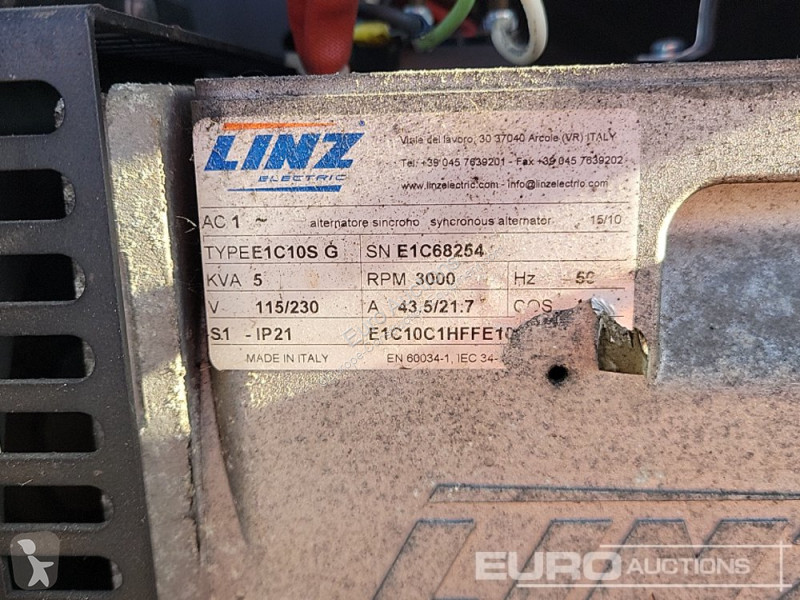 LINZ
ELECTRIC
Viale del lavoro, 30 37040 Arcole (VR) ITALY
Tel. +39 045 7639201 - Fax +39 045 7639202
www.linzelectric.com - info@linzelectric.com
AC 1 ~ alternatore sincrono syhcronous alternator 15/10
TYPE E1C10S G SN E1C68254
KVA 5 RPM 3000 Hz 50
V 115/230 A 43.5/21.7 COS
S1 - IP21 E1C10C1HFFE10
MADE IN ITALY EN 60034-1, IEC 34-
LINZ
EURO AUCTIONS